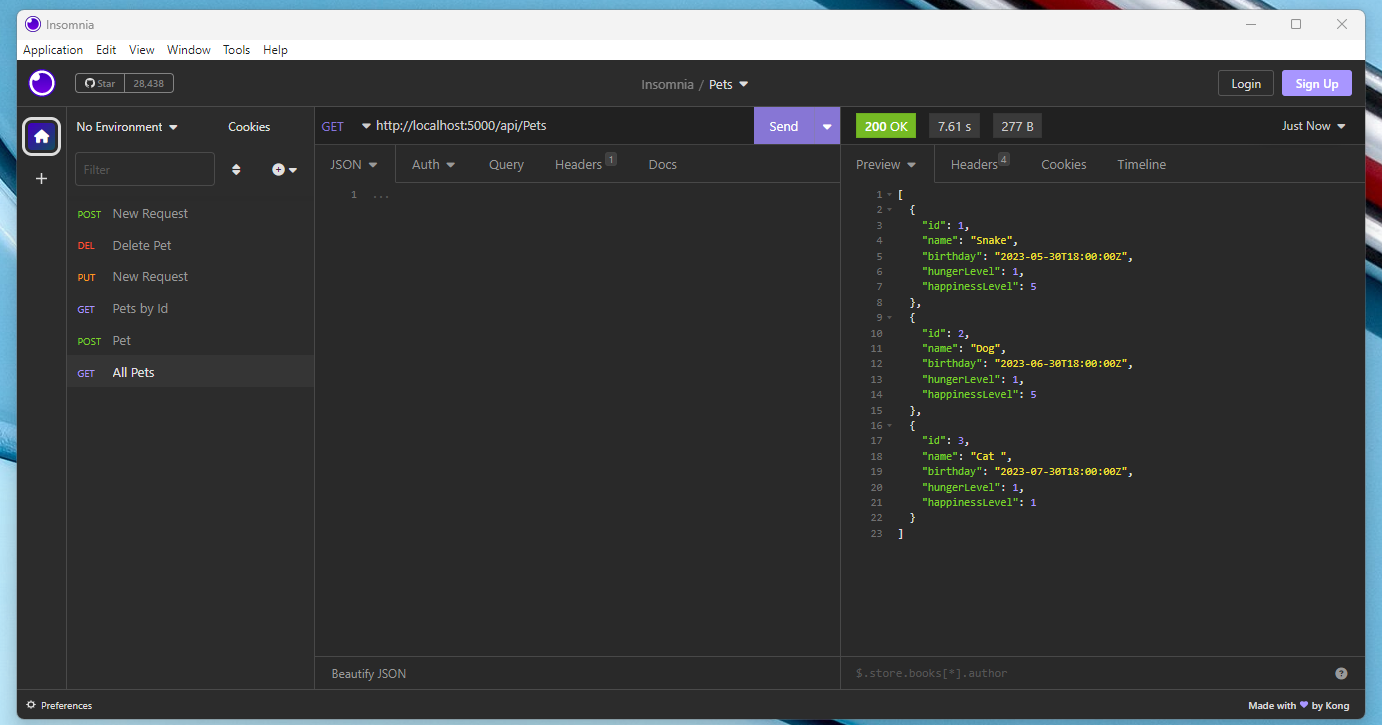 Insomnia
Application Edit View Window Tools Help
Star 28,438
Insomnia / Pets
Login Sign Up
No Environment Cookies
Filter
POST New Request
DEL Delete Pet
PUT New Request
GET Pets by Id
POST Pet
GET All Pets
GET http://localhost:5000/api/Pets Send
JSON Auth Query Headers 1 Docs
1 ...
Beautify JSON
200 OK 7.61 s 277 B Just Now
Preview Headers 4 Cookies Timeline
1 [
2 {
3 "id": 1,
4 "name": "Snake",
5 "birthday": "2023-05-30T18:00:00Z",
6 "hungerLevel": 1,
7 "happinessLevel": 5
8 },
9 {
10 "id": 2,
11 "name": "Dog",
12 "birthday": "2023-06-30T18:00:00Z",
13 "hungerLevel": 1,
14 "happinessLevel": 5
15 },
16 {
17 "id": 3,
18 "name": "Cat ",
19 "birthday": "2023-07-30T18:00:00Z",
20 "hungerLevel": 1,
21 "happinessLevel": 1
22 }
23 ]
$.store.books[*].author ?
Preferences
Made with ♥ by Kong